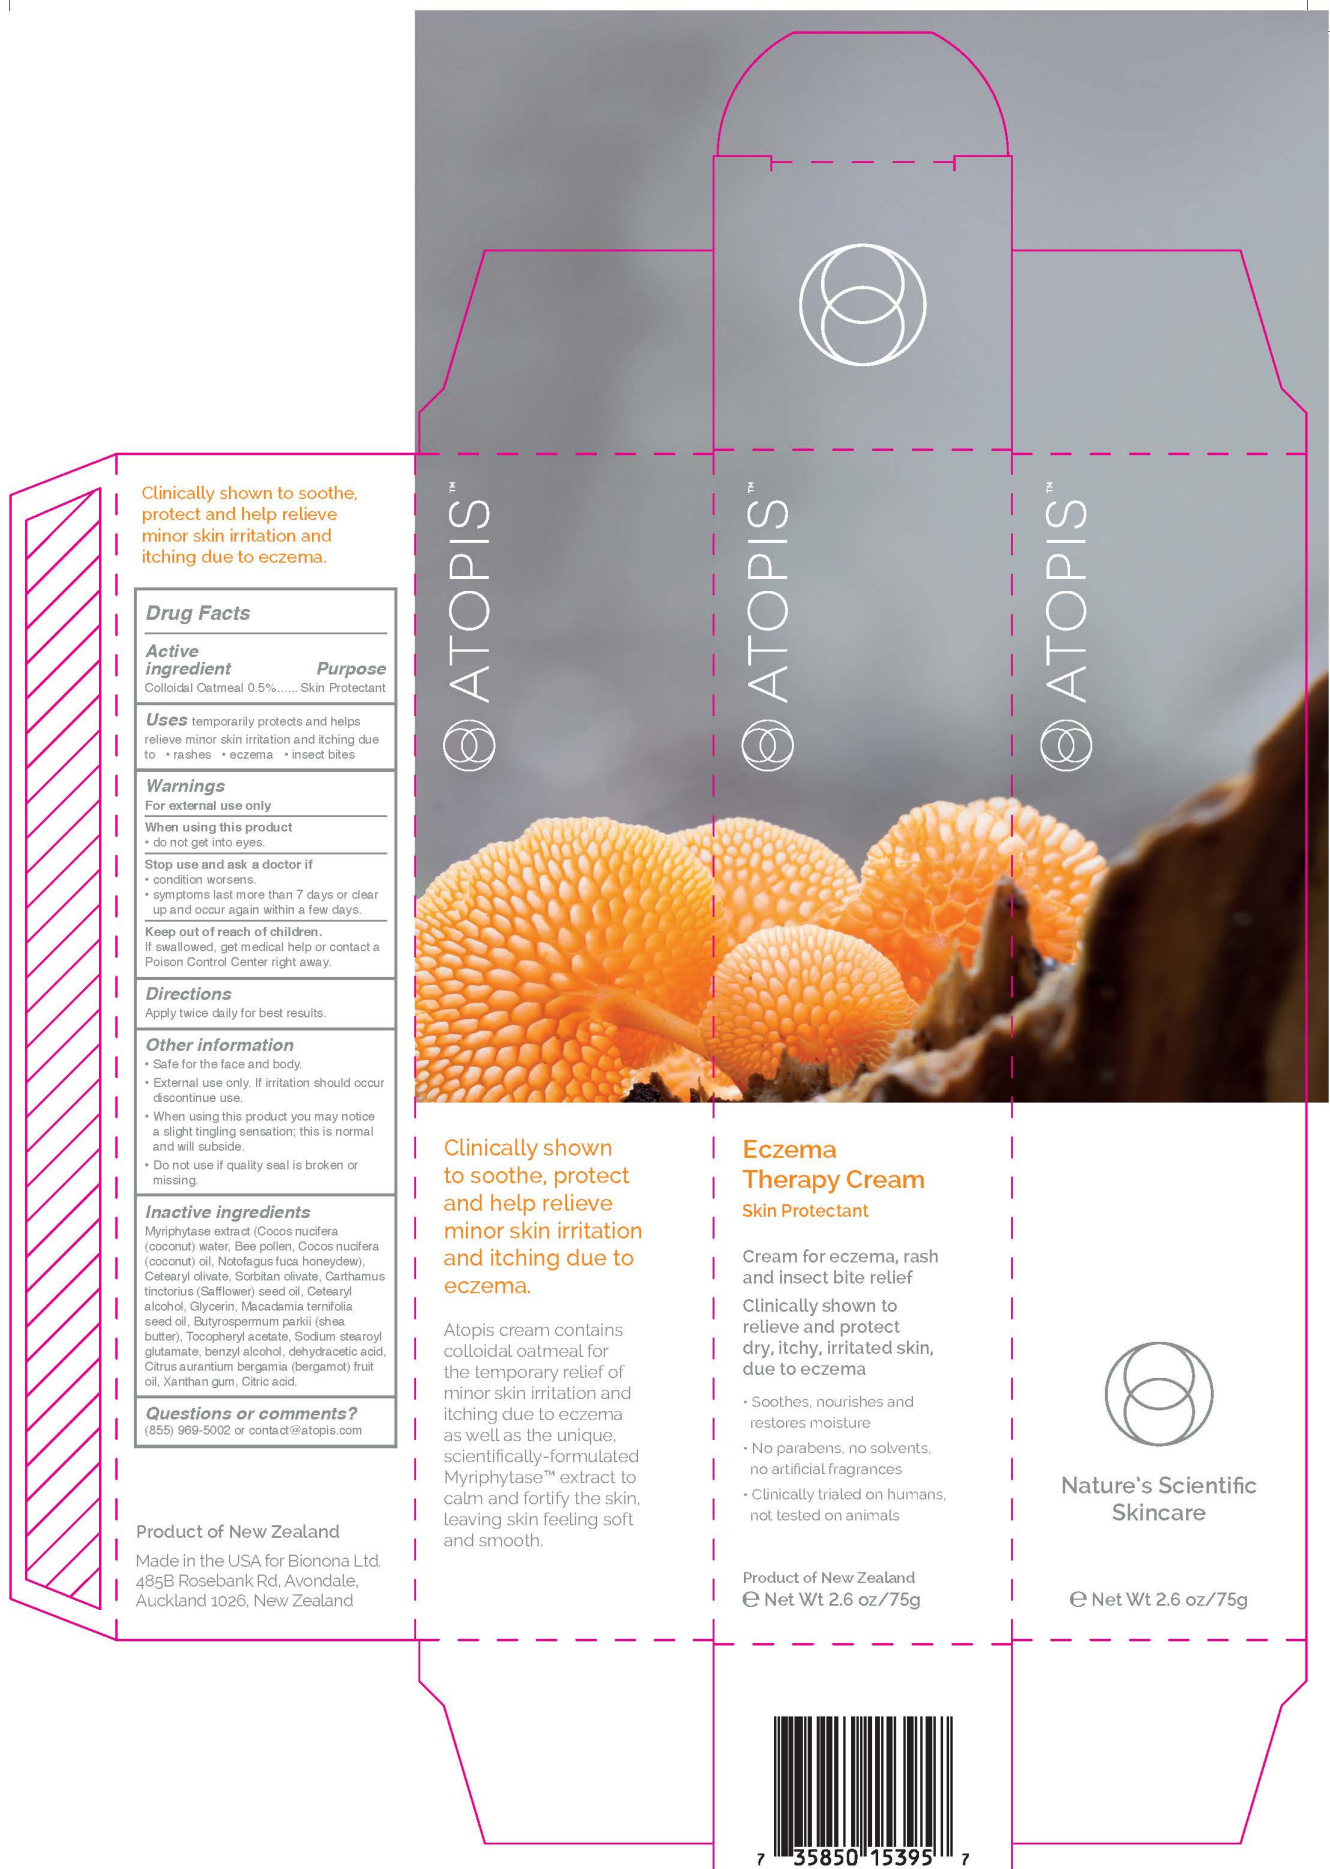 Clinically shown to soothe,
protect and help relieve
minor skin irritation and
itching due to eczema.
Drug Facts
Active
ingredient Purpose
Colloidal Oatmeal 0.5%...... Skin Protectant
Uses temporarily protects and helps
relieve minor skin irritation and itching due
to • rashes • eczema • insect bites
Warnings
For external use only
When using this product
• do not get into eyes.
Stop use and ask a doctor if
• condition worsens.
• symptoms last more than 7 days or clear
up and occur again within a few days.
Keep out of reach of children.
If swallowed, get medical help or contact a
Poison Control Center right away.
Directions
Apply twice daily for best results.
Other information
• Safe for the face and body.
• External use only. If irritation should occur
discontinue use.
• When using this product you may notice
a slight tingling sensation; this is normal
and will subside.
• Do not use if quality seal is broken or
missing.
Inactive ingredients
Myriphytase extract (Cocos nucifera
(coconut) water, Bee pollen, Cocos nucifera
(coconut) oil, Notofagus fuca honeydew),
Cetearyl olivate, Sorbitan olivate, Carthamus
tinctorius (Safflower) seed oil, Cetearyl
alcohol, Glycerin, Macadamia ternifolia
seed oil, Butyrospermum parkii (shea
butter), Tocopheryl acetate, Sodium stearoyl
glutamate, benzyl alcohol, dehydracetic acid,
Citrus aurantium bergamia (bergamot) fruit
oil, Xanthan gum, Citric acid.
Questions or comments?
(855) 969-5002 or contact@atopis.com
Product of New Zealand
Made in the USA for Bionona Ltd.
485B Rosebank Rd, Avondale,
Auckland 1026, New Zealand
ATOPIS™
Clinically shown
to soothe, protect
and help relieve
minor skin irritation
and itching due to
eczema.
Atopis cream contains
colloidal oatmeal for
the temporary relief of
minor skin irritation and
itching due to eczema
as well as the unique,
scientifically-formulated
Myriphytase™ extract to
calm and fortify the skin,
leaving skin feeling soft
and smooth.
ATOPIS™
Eczema
Therapy Cream
Skin Protectant
Cream for eczema, rash
and insect bite relief
Clinically shown to
relieve and protect
dry, itchy, irritated skin,
due to eczema
• Soothes, nourishes and
restores moisture
• No parabens, no solvents,
no artificial fragrances
• Clinically trialed on humans,
not tested on animals
Product of New Zealand
℮ Net Wt 2.6 oz/75g
7 35850 15395 7
ATOPIS™
Nature's Scientific
Skincare
℮ Net Wt 2.6 oz/75g